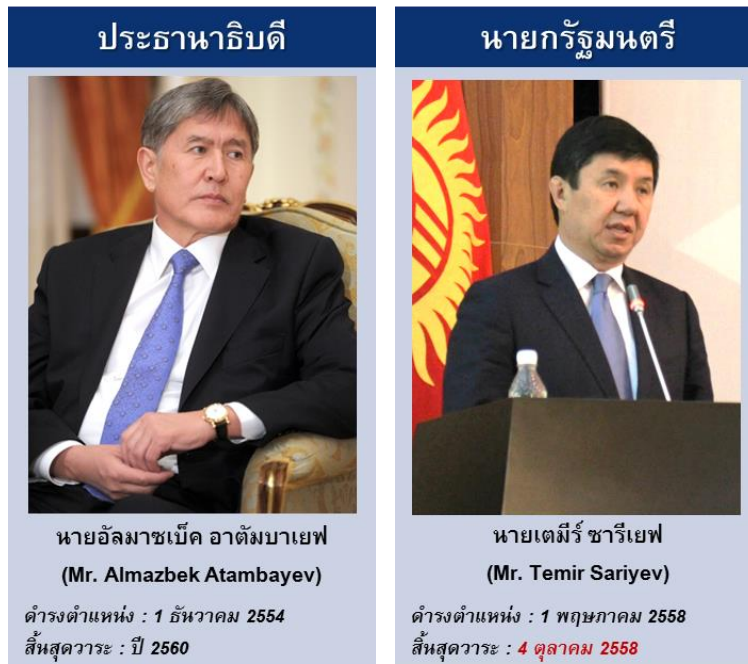 ประธานาธิบดี
นายอัลมาซเบ็ค อาตัมบาเยฟ
(Mr. Almazbek Atambayev)
ดำรงตำแหน่ง : 1 ธันวาคม 2554
สิ้นสุดวาระ : ปี 2560
นายกรัฐมนตรี
นายเตมีร์ ซารีเยฟ
(Mr. Temir Sariyev)
ดำรงตำแหน่ง : 1 พฤษภาคม 2558
สิ้นสุดวาระ : 4 ตุลาคม 2558